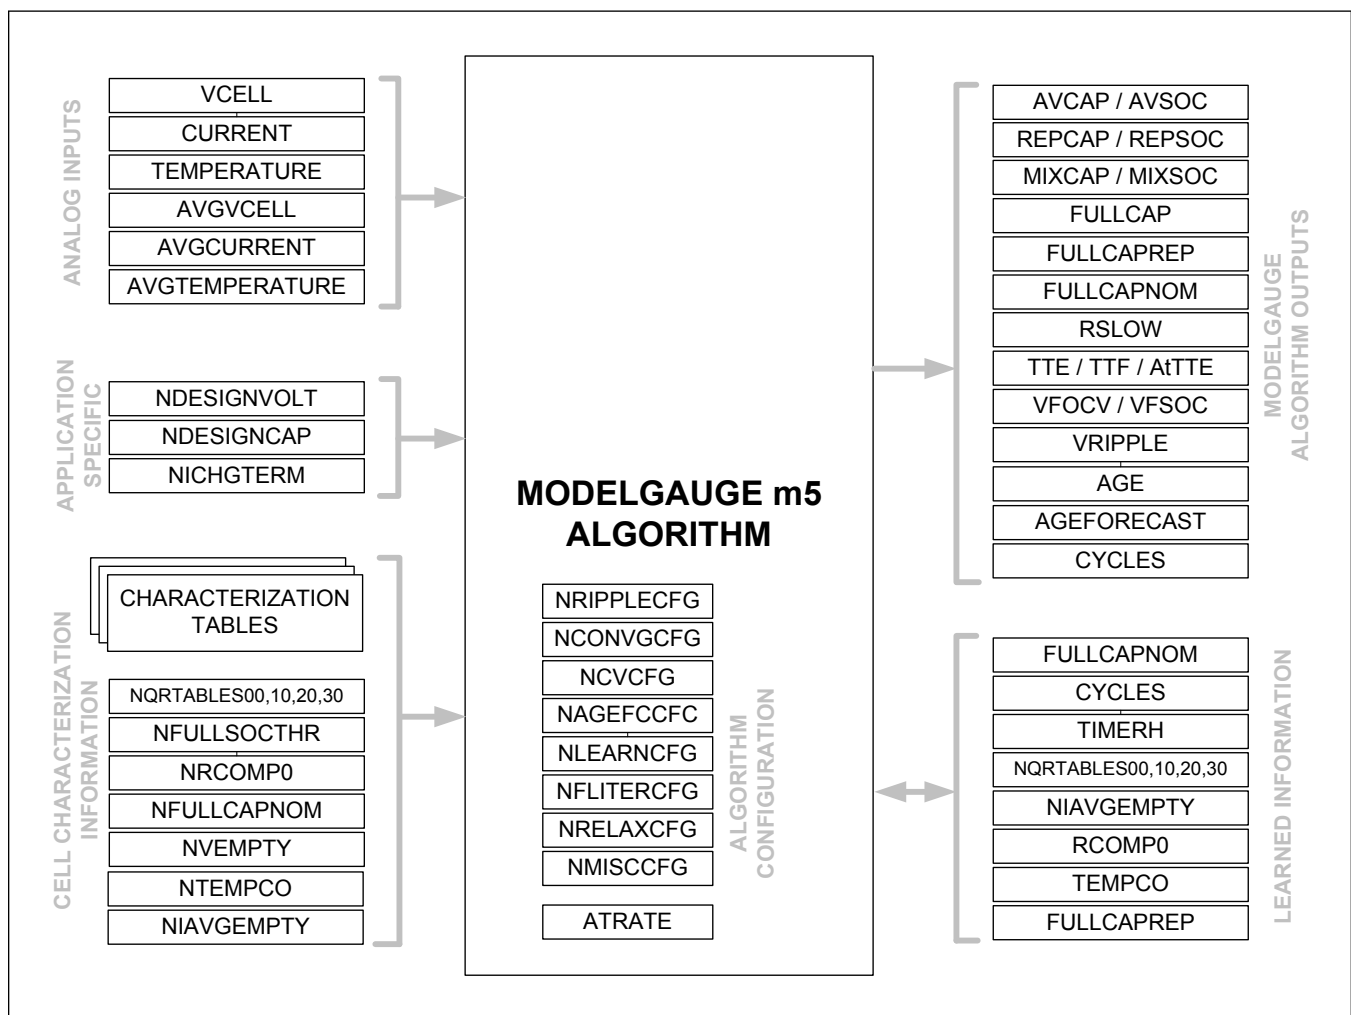 ANALOG INPUTS
VCELL
CURRENT
TEMPERATURE
AVGVCELL
AVGCURRENT
AVGTEMPERATURE
APPLICATION
SPECIFIC
NDESIGNVOLT
NDESIGNCAP
NICHGTERM
CELL CHARACTERIZATION
INFORMATION
CHARACTERIZATION
TABLES
NQRTABLES00,10,20,30
NFULLSOCTHR
NRCOMP0
NFULLCAPNOM
NVEMPTY
NTEMPCO
NIAVGEMPTY
MODELGAUGE m5
ALGORITHM
NRIPPLECFG
NCONVGCFG
NCVCFG
NAGEFCCFC
NLEARNCFG
NFLITERCFG
NRELAXCFG
NMISCCFG
ATRATE
ALGORITHM
CONFIGURATION
AVCAP / AVSOC
REPCAP / REPSOC
MIXCAP / MIXSOC
FULLCAP
FULLCAPREP
FULLCAPNOM
RSLOW
TTE / TTF / AtTTE
VFOCV / VFSOC
VRIPPLE
AGE
AGEFORECAST
CYCLES
MODELGAUGE
ALGORITHM OUTPUTS
FULLCAPNOM
CYCLES
TIMERH
NQRTABLES00,10,20,30
NIAVGEMPTY
RCOMP0
TEMPCO
FULLCAPREP
LEARNED INFORMATION